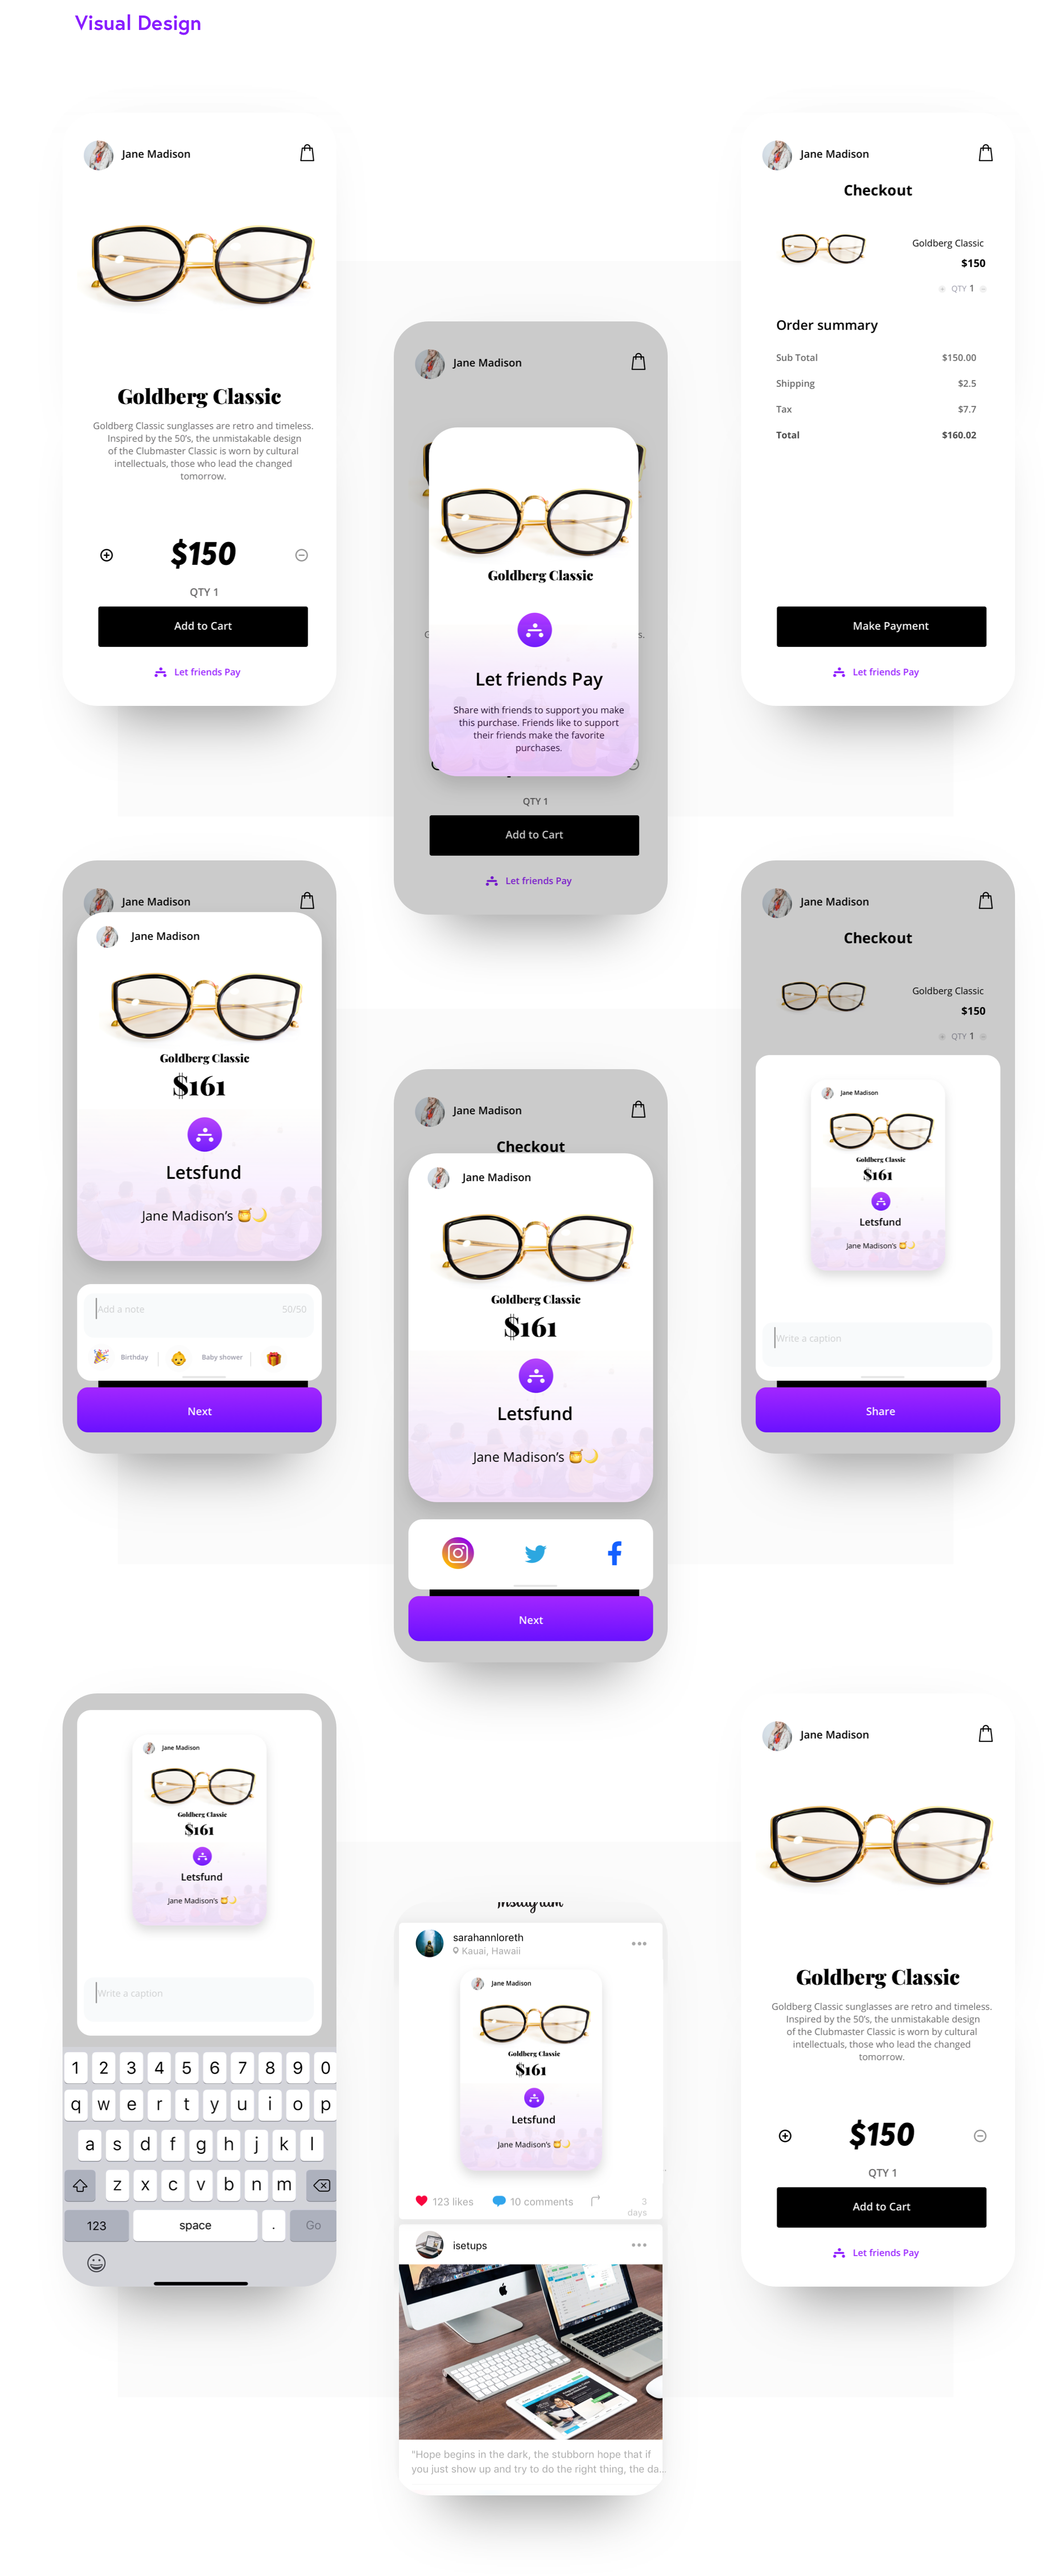 Visual Design
Jane Madison
Goldberg Classic
Goldberg Classic sunglasses are retro and timeless.
Inspired by the 50's, the unmistakable design
of the Clubmaster Classic is worn by cultural
intellectuals, those who lead the changed
tomorrow.
$150
QTY 1
Add to Cart
Let friends Pay
Jane Madison
Goldberg Classic
G
s.
Let friends Pay
Share with friends to support you make
this purchase. Friends like to support
their friends make the favorite
purchases.
QTY 1
Add to Cart
Let friends Pay
Jane Madison
Checkout
Goldberg Classic
$150
QTY 1
Order summary
Sub Total $150.00
Shipping $2.5
Tax $7.7
Total $160.02
Make Payment
Let friends Pay
Jane Madison
Jane Madison
Goldberg Classic
$161
Letsfund
Jane Madison's 🍯🌙
Add a note 50/50
Birthday Baby shower
Next
Jane Madison
Checkout
Jane Madison
Goldberg Classic
$161
Letsfund
Jane Madison's 🍯🌙
Next
Jane Madison
Checkout
Goldberg Classic
$150
QTY 1
Jane Madison
Goldberg Classic
$161
Letsfund
Jane Madison's 🍯🌙
Write a caption
Share
Jane Madison
Goldberg Classic
$161
Letsfund
Jane Madison's 🍯🌙
Write a caption
1 2 3 4 5 6 7 8 9 0
q w e r t y u i o p
a s d f g h j k l
z x c v b n m
123 space . Go
Instagram
sarahannloreth
Kauai, Hawaii
Jane Madison
Goldberg Classic
$161
Letsfund
Jane Madison's 🍯🌙
123 likes 10 comments 3
days
isetups
"Hope begins in the dark, the stubborn hope that if
you just show up and try to do the right thing, the da...
Jane Madison
Goldberg Classic
Goldberg Classic sunglasses are retro and timeless.
Inspired by the 50's, the unmistakable design
of the Clubmaster Classic is worn by cultural
intellectuals, those who lead the changed
tomorrow.
$150
QTY 1
Add to Cart
Let friends Pay